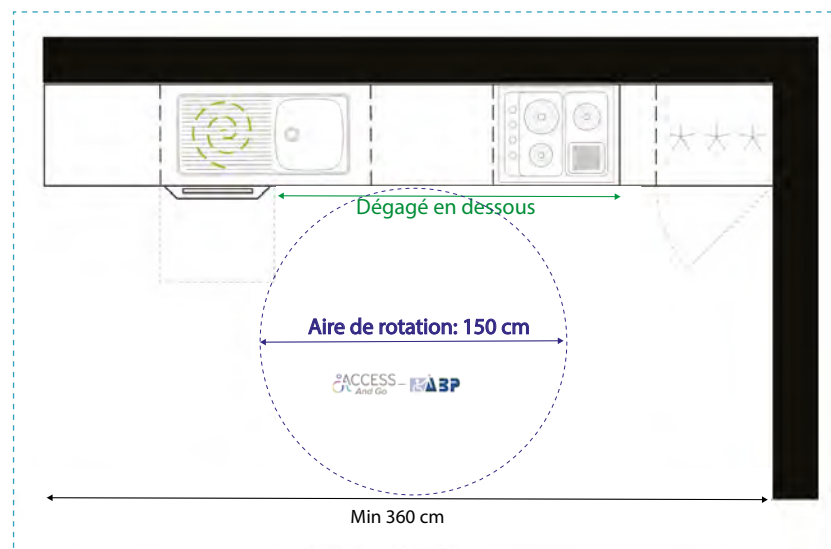 Dégagé en dessous
Aire de rotation: 150 cm
ACCESS And Go – ABP
Min 360 cm